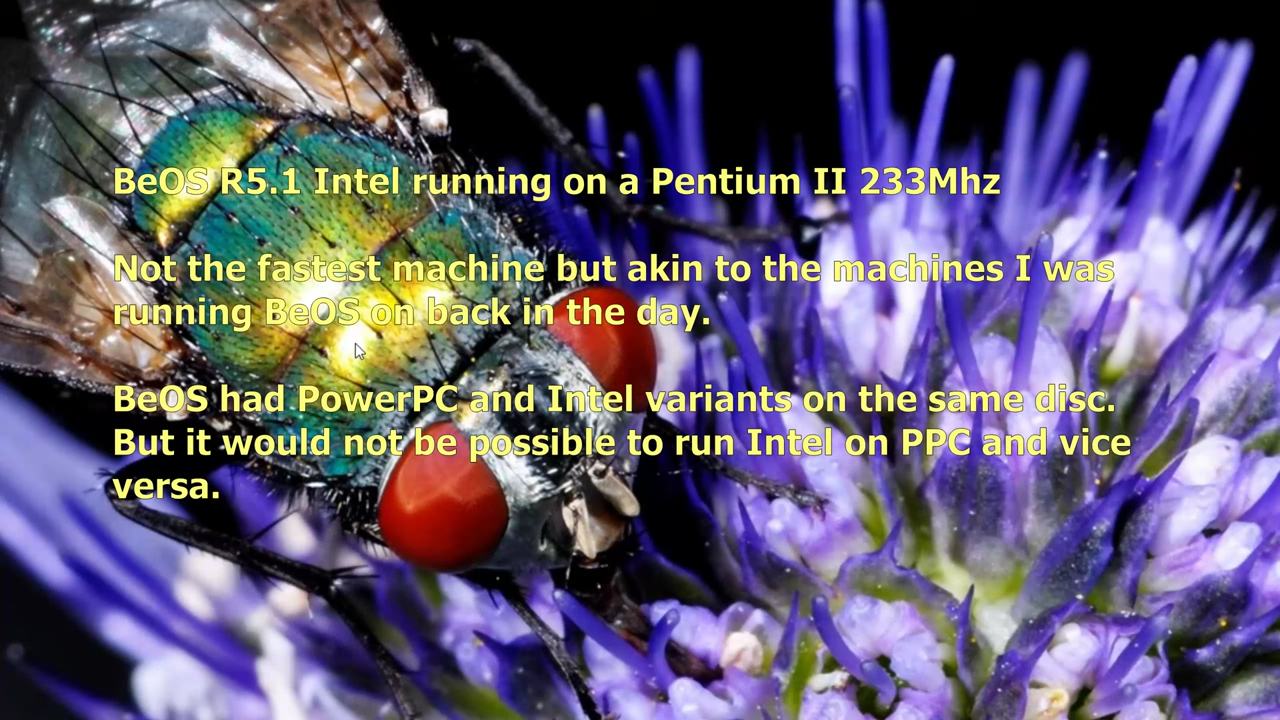 BeOS R5.1 Intel running on a Pentium II 233Mhz
Not the fastest machine but akin to the machines I was
running BeOS on back in the day.
BeOS had PowerPC and Intel variants on the same disc.
But it would not be possible to run Intel on PPC and vice
versa.